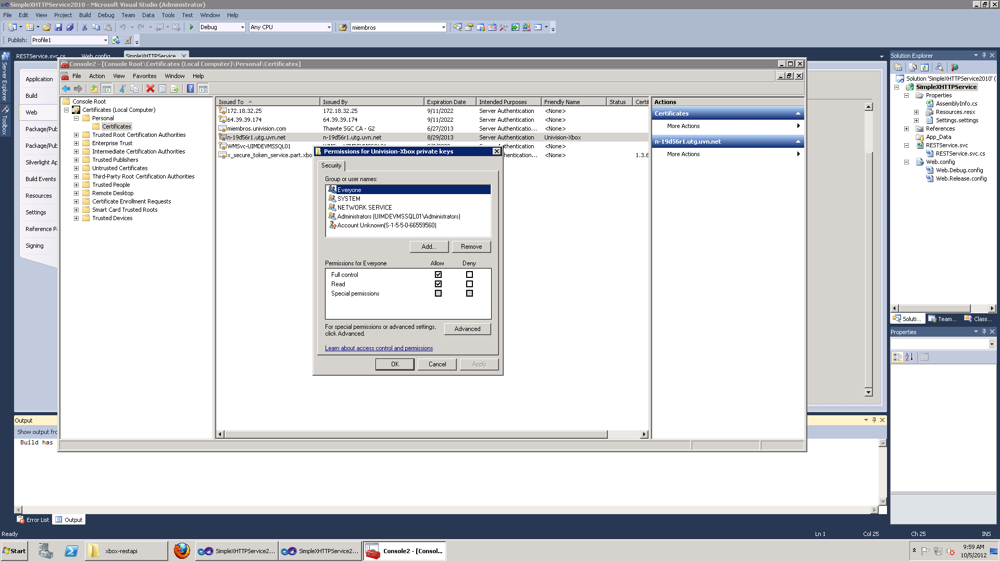 SimpleXHTTPService2010 - Microsoft Visual Studio (Administrator)
File Edit View Project Build Debug Team Data Tools Test Window Help
Debug Any CPU miembros
Publish: Profile1
RESTService.svc.cs Web.config SimpleXHTTPService
Server Explorer
Toolbox
Application
Build
Web
Package/Pub
Package/Pub
Silverlight Ap
Build Events
Resources
Settings
Reference Pa
Signing
Console2 - [Console Root\Certificates (Local Computer)\Personal\Certificates]
File Action View Favorites Window Help
Console Root
Certificates (Local Computer)
Personal
Certificates
Trusted Root Certification Authorities
Enterprise Trust
Intermediate Certification Authorities
Trusted Publishers
Untrusted Certificates
Third-Party Root Certification Authorities
Trusted People
Remote Desktop
Certificate Enrollment Requests
Smart Card Trusted Roots
Trusted Devices
Issued To Issued By Expiration Date Intended Purposes Friendly Name Status Certi
172.18.32.25 172.18.32.25 9/11/2022 Server Authentication <None>
64.39.39.174 64.39.39.174 9/11/2022 Server Authentication <None>
miembros.univision.com Thawte SGC CA - G2 6/27/2013 Server Authenticatio... <None>
n-19d56r1.utg.uvn.net n-19d56r1.utg.uvn.net 8/29/2013 Server Authentication Univision-Xbox
WMSvc-UIMDEVMSSQL01 <None>
x_secure_token_service.part.xbo hentication... <None> 1.3.6
Permissions for Univision-Xbox private keys
Security
Group or user names:
Everyone
SYSTEM
NETWORK SERVICE
Administrators (UIMDEVMSSQL01\Administrators)
Account Unknown(S-1-5-5-0-66559560)
Add... Remove
Permissions for Everyone Allow Deny
Full control
Read
Special permissions
For special permissions or advanced settings,
click Advanced.
Advanced
Learn about access control and permissions
OK Cancel Apply
Actions
Certificates
More Actions
n-19d56r1.utg.uvn.net
More Actions
Solution Explorer
Solution 'SimpleXHTTPService2010' (
SimpleXHTTPService
Properties
AssemblyInfo.cs
Resources.resx
Settings.settings
References
App_Data
RESTService.svc
RESTService.svc.cs
Web.config
Web.Debug.config
Web.Release.config
Soluti... Team... Class...
Properties
Output
Show output fro
Build has
Error List Output
Ready Ln 1 Col 25 Ch 25 INS
Start xbox-restapi SimpleXHTTPService2... SimpleXHTTPService2... Console2 - [Consol...
9:59 AM
10/5/2012